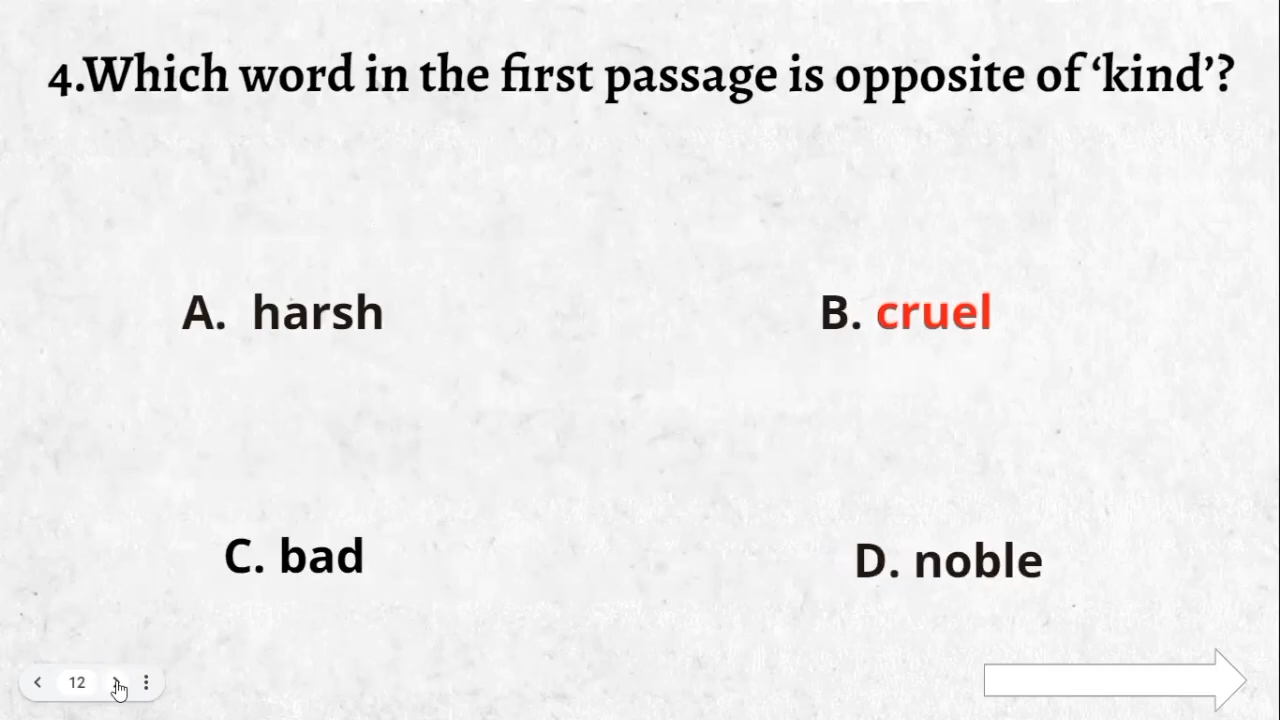 4.Which word in the first passage is opposite of ‘kind’?
A. harsh
B. cruel
C. bad
D. noble
12